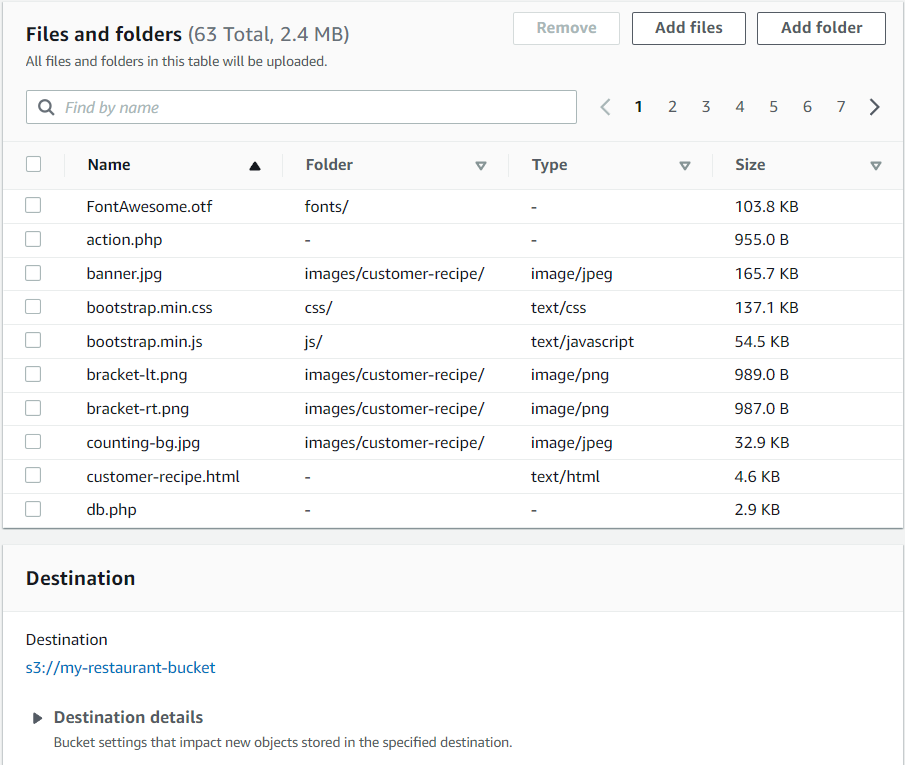 Files and folders (63 Total, 2.4 MB)
Remove
Add files
Add folder
All files and folders in this table will be uploaded.
Find by name
1 2 3 4 5 6 7
Name Folder Type Size
FontAwesome.otf fonts/ - 103.8 KB
action.php - - 955.0 B
banner.jpg images/customer-recipe/ image/jpeg 165.7 KB
bootstrap.min.css css/ text/css 137.1 KB
bootstrap.min.js js/ text/javascript 54.5 KB
bracket-lt.png images/customer-recipe/ image/png 989.0 B
bracket-rt.png images/customer-recipe/ image/png 987.0 B
counting-bg.jpg images/customer-recipe/ image/jpeg 32.9 KB
customer-recipe.html - text/html 4.6 KB
db.php - - 2.9 KB
Destination
Destination
s3://my-restaurant-bucket
Destination details
Bucket settings that impact new objects stored in the specified destination.